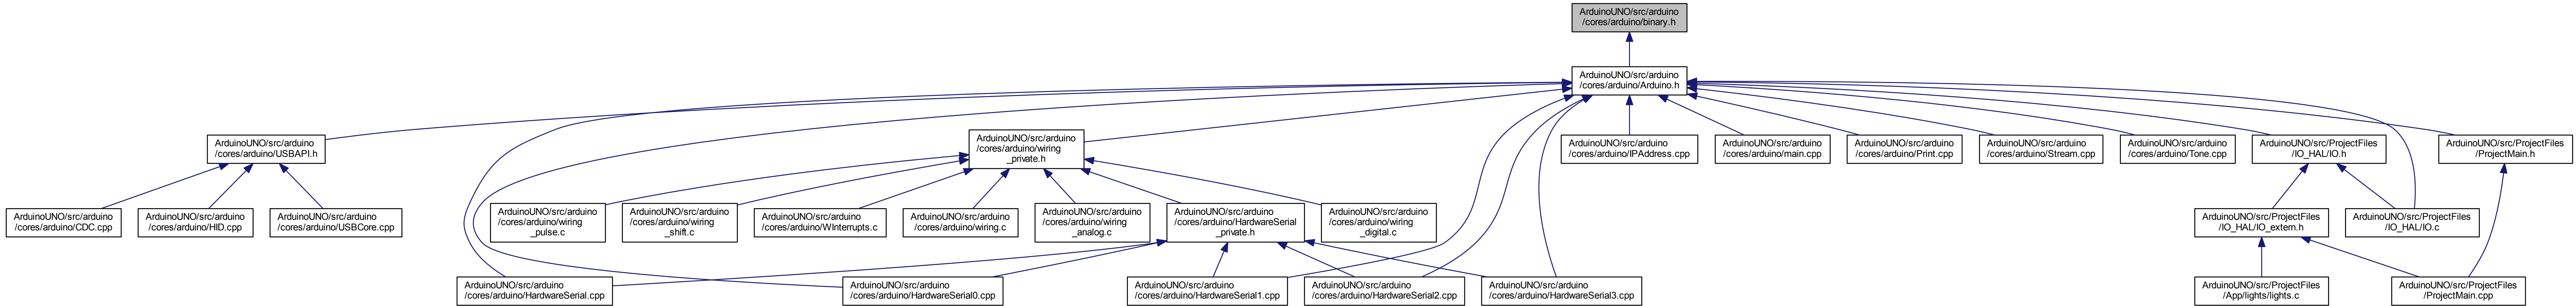 ArduinoUNO/src/arduino
/cores/arduino/binary.h
ArduinoUNO/src/arduino
/cores/arduino/Arduino.h
ArduinoUNO/src/arduino
/cores/arduino/USBAPI.h
ArduinoUNO/src/arduino
/cores/arduino/wiring
_private.h
ArduinoUNO/src/arduino
/cores/arduino/IPAddress.cpp
ArduinoUNO/src/arduino
/cores/arduino/main.cpp
ArduinoUNO/src/arduino
/cores/arduino/Print.cpp
ArduinoUNO/src/arduino
/cores/arduino/Stream.cpp
ArduinoUNO/src/arduino
/cores/arduino/Tone.cpp
ArduinoUNO/src/ProjectFiles
/IO_HAL/IO.h
ArduinoUNO/src/ProjectFiles
/ProjectMain.h
ArduinoUNO/src/arduino
/cores/arduino/CDC.cpp
ArduinoUNO/src/arduino
/cores/arduino/HID.cpp
ArduinoUNO/src/arduino
/cores/arduino/USBCore.cpp
ArduinoUNO/src/arduino
/cores/arduino/wiring
_pulse.c
ArduinoUNO/src/arduino
/cores/arduino/wiring
_shift.c
ArduinoUNO/src/arduino
/cores/arduino/WInterrupts.c
ArduinoUNO/src/arduino
/cores/arduino/wiring.c
ArduinoUNO/src/arduino
/cores/arduino/wiring
_analog.c
ArduinoUNO/src/arduino
/cores/arduino/HardwareSerial
_private.h
ArduinoUNO/src/arduino
/cores/arduino/wiring
_digital.c
ArduinoUNO/src/ProjectFiles
/IO_HAL/IO_extern.h
ArduinoUNO/src/ProjectFiles
/IO_HAL/IO.c
ArduinoUNO/src/arduino
/cores/arduino/HardwareSerial.cpp
ArduinoUNO/src/arduino
/cores/arduino/HardwareSerial0.cpp
ArduinoUNO/src/arduino
/cores/arduino/HardwareSerial1.cpp
ArduinoUNO/src/arduino
/cores/arduino/HardwareSerial2.cpp
ArduinoUNO/src/arduino
/cores/arduino/HardwareSerial3.cpp
ArduinoUNO/src/ProjectFiles
/App/lights/lights.c
ArduinoUNO/src/ProjectFiles
/ProjectMain.cpp